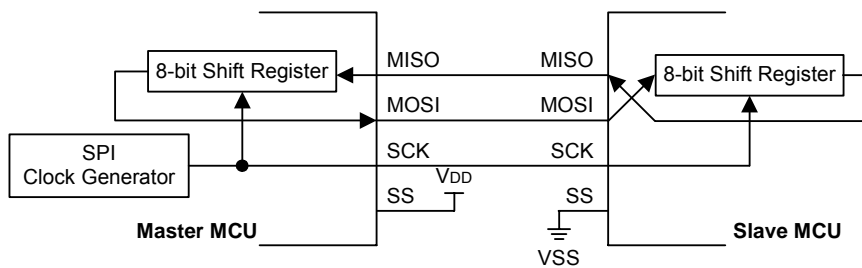 MISO MISO
8-bit Shift Register 8-bit Shift Register
MOSI MOSI
SPI
Clock Generator
SCK SCK
VDD
SS SS
Master MCU Slave MCU
VSS